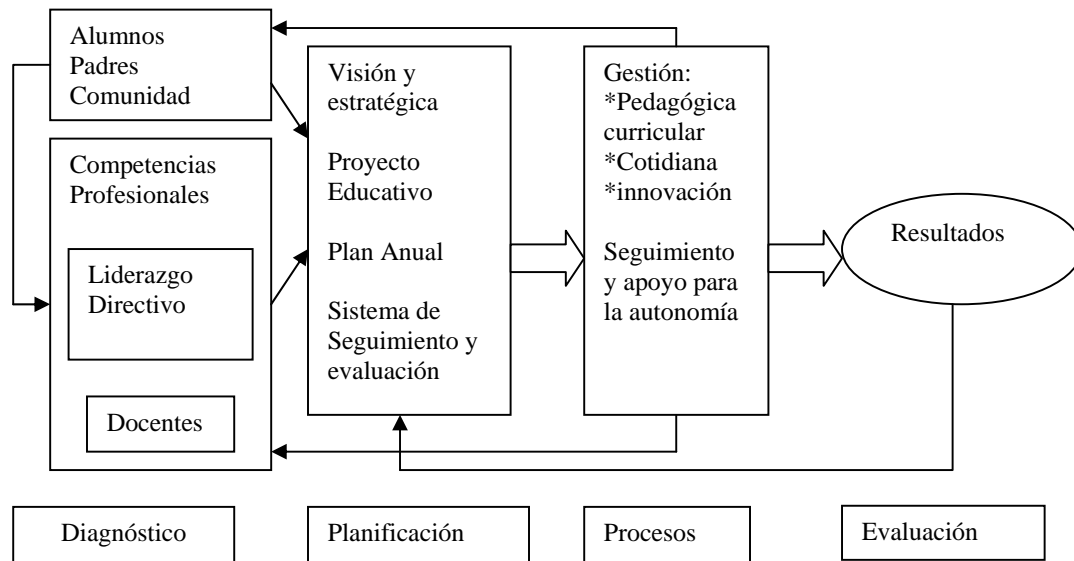 Alumnos
Padres
Comunidad
Competencias
Profesionales
Liderazgo
Directivo
Docentes
Visión y
estratégica
Proyecto
Educativo
Plan Anual
Sistema de
Seguimiento y
evaluación
Gestión:
*Pedagógica
curricular
*Cotidiana
*innovación
Seguimiento
y apoyo para
la autonomía
Resultados
Diagnóstico
Planificación
Procesos
Evaluación